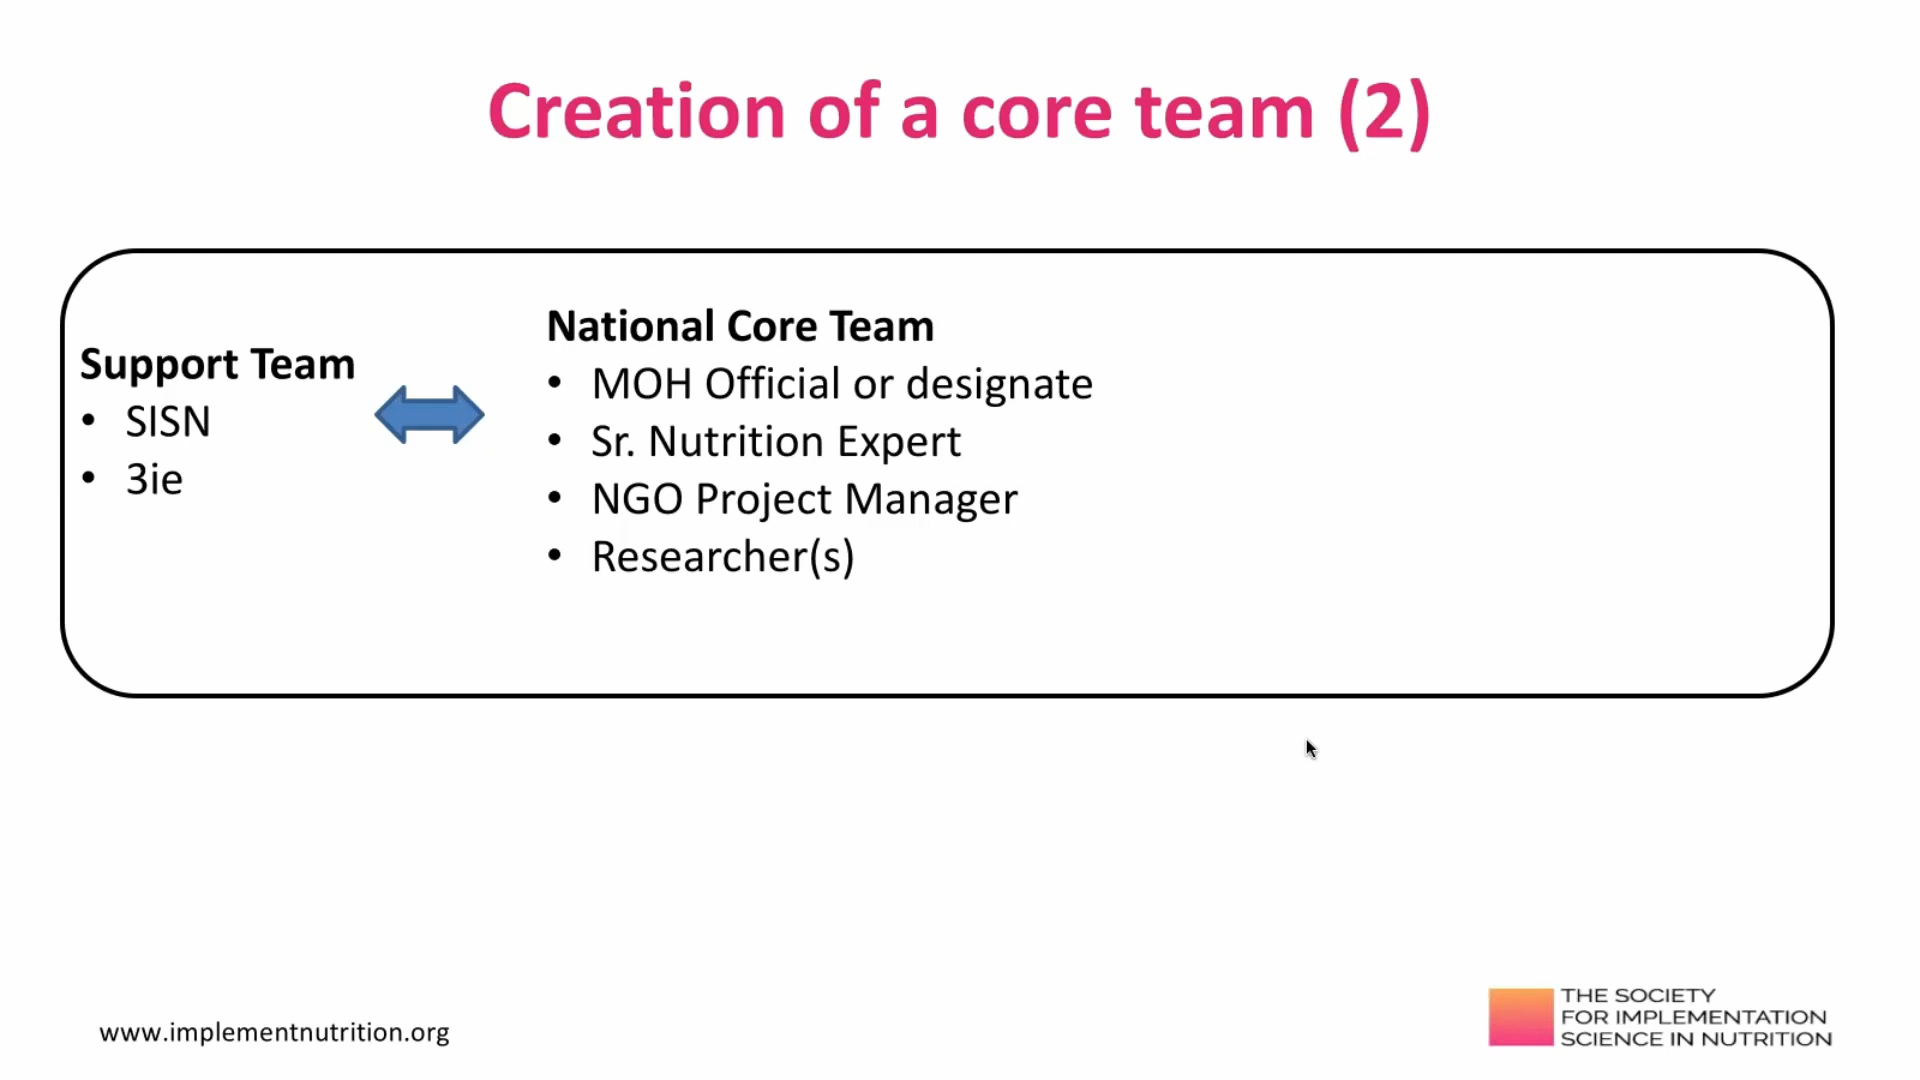 Creation of a core team (2)
Support Team
• SISN
• 3ie
National Core Team
• MOH Official or designate
• Sr. Nutrition Expert
• NGO Project Manager
• Researcher(s)
www.implementnutrition.org
THE SOCIETY
FOR IMPLEMENTATION
SCIENCE IN NUTRITION